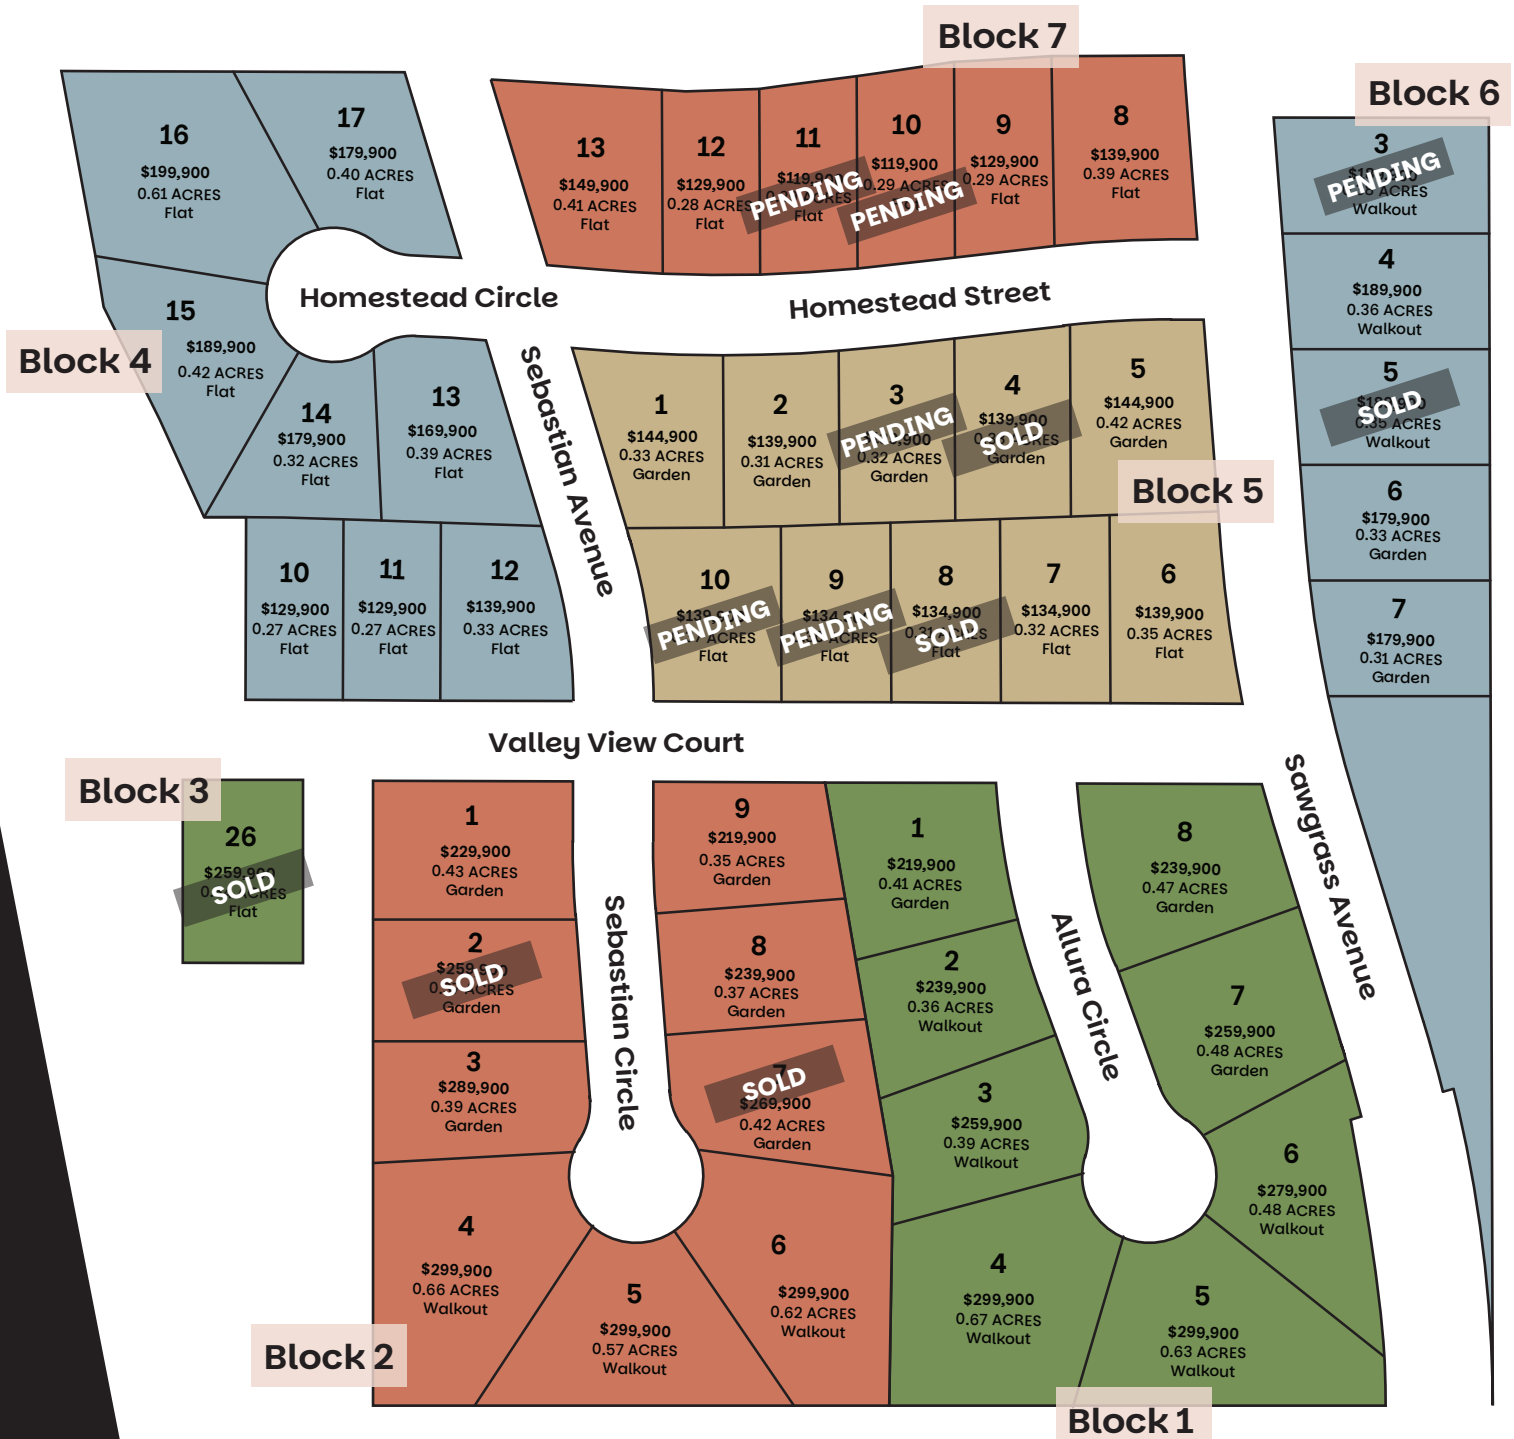 Block 7
Block 6
16
$199,900
0.61 ACRES
Flat
17
$179,900
0.40 ACRES
Flat
15
$189,900
0.42 ACRES
Flat
Block 4
14
$179,900
0.32 ACRES
Flat
13
$169,900
0.39 ACRES
Flat
10
$129,900
0.27 ACRES
Flat
11
$129,900
0.27 ACRES
Flat
12
$139,900
0.33 ACRES
Flat
13
$149,900
0.41 ACRES
Flat
12
$129,900
0.28 ACRES
Flat
11
PENDING
Flat
10
$119,900
0.29 ACRES
PENDING
9
$129,900
0.29 ACRES
Flat
8
$139,900
0.39 ACRES
Flat
Homestead Circle
Homestead Street
Sebastian Avenue
1
$144,900
0.33 ACRES
Garden
2
$139,900
0.31 ACRES
Garden
3
PENDING
0.32 ACRES
Garden
4
$139,900
SOLD
Garden
5
$144,900
0.42 ACRES
Garden
Block 5
10
PENDING
ACRES
Flat
9
PENDING
ACRES
Flat
8
$134,900
SOLD
Flat
7
$134,900
0.32 ACRES
Flat
6
$139,900
0.35 ACRES
Flat
3
PENDING
ACRES
Walkout
4
$189,900
0.36 ACRES
Walkout
5
SOLD
ACRES
Walkout
6
$179,900
0.33 ACRES
Garden
7
$179,900
0.31 ACRES
Garden
Valley View Court
Sawgrass Avenue
Block 3
26
$259,900
SOLD
ACRES
Flat
1
$229,900
0.43 ACRES
Garden
2
SOLD
ACRES
Garden
3
$289,900
0.39 ACRES
Garden
4
$299,900
0.66 ACRES
Walkout
5
$299,900
0.57 ACRES
Walkout
6
$299,900
0.62 ACRES
Walkout
7
SOLD
$269,900
0.42 ACRES
Garden
8
$239,900
0.37 ACRES
Garden
9
$219,900
0.35 ACRES
Garden
Sebastian Circle
Block 2
1
$219,900
0.41 ACRES
Garden
2
$239,900
0.36 ACRES
Walkout
3
$259,900
0.39 ACRES
Walkout
4
$299,900
0.67 ACRES
Walkout
5
$299,900
0.63 ACRES
Walkout
6
$279,900
0.48 ACRES
Walkout
7
$259,900
0.48 ACRES
Garden
8
$239,900
0.47 ACRES
Garden
Allura Circle
Block 1